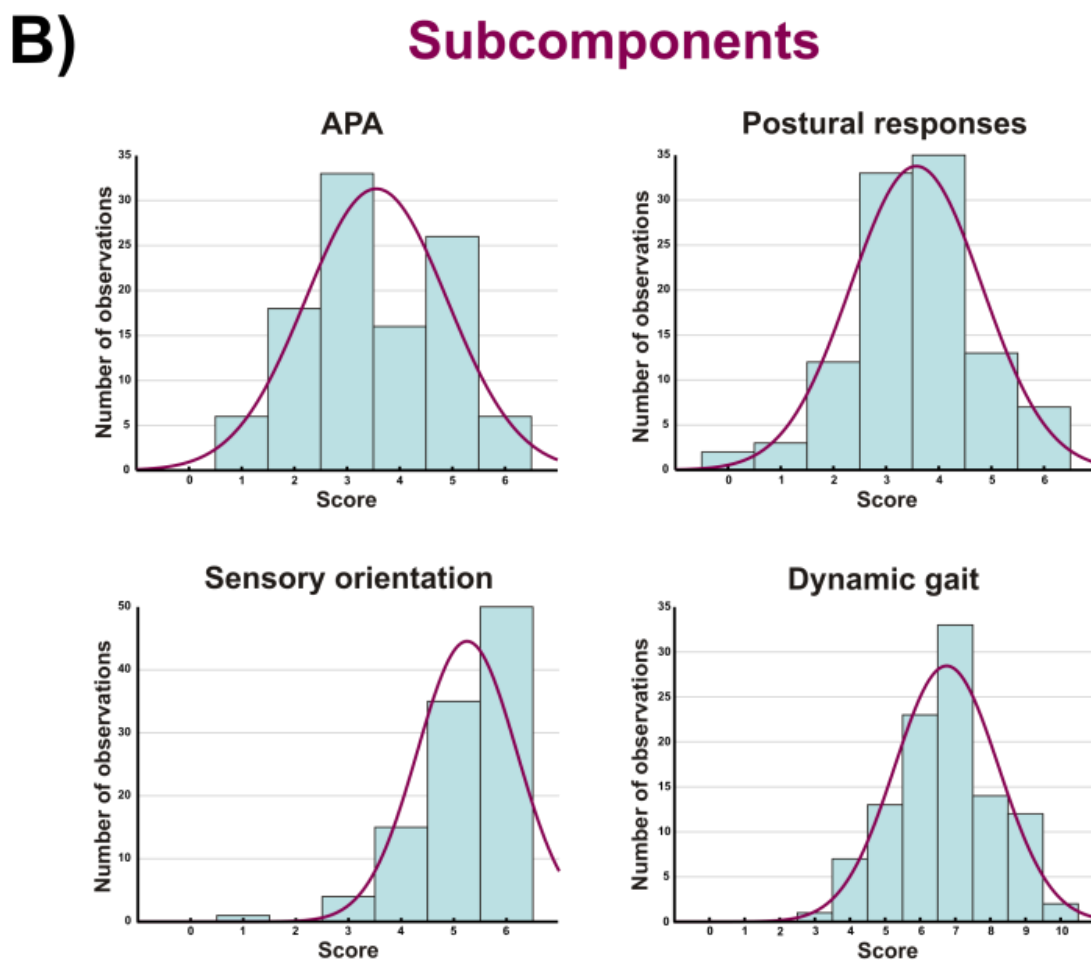 B)
Subcomponents
APA
35
30
25
20
15
10
5
0
Number of observations
0 1 2 3 4 5 6
Score
Postural responses
35
30
25
20
15
10
5
0
Number of observations
0 1 2 3 4 5 6
Score
Sensory orientation
50
40
30
20
10
0
Number of observations
0 1 2 3 4 5 6
Score
Dynamic gait
35
30
25
20
15
10
5
0
Number of observations
0 1 2 3 4 5 6 7 8 9 10
Score